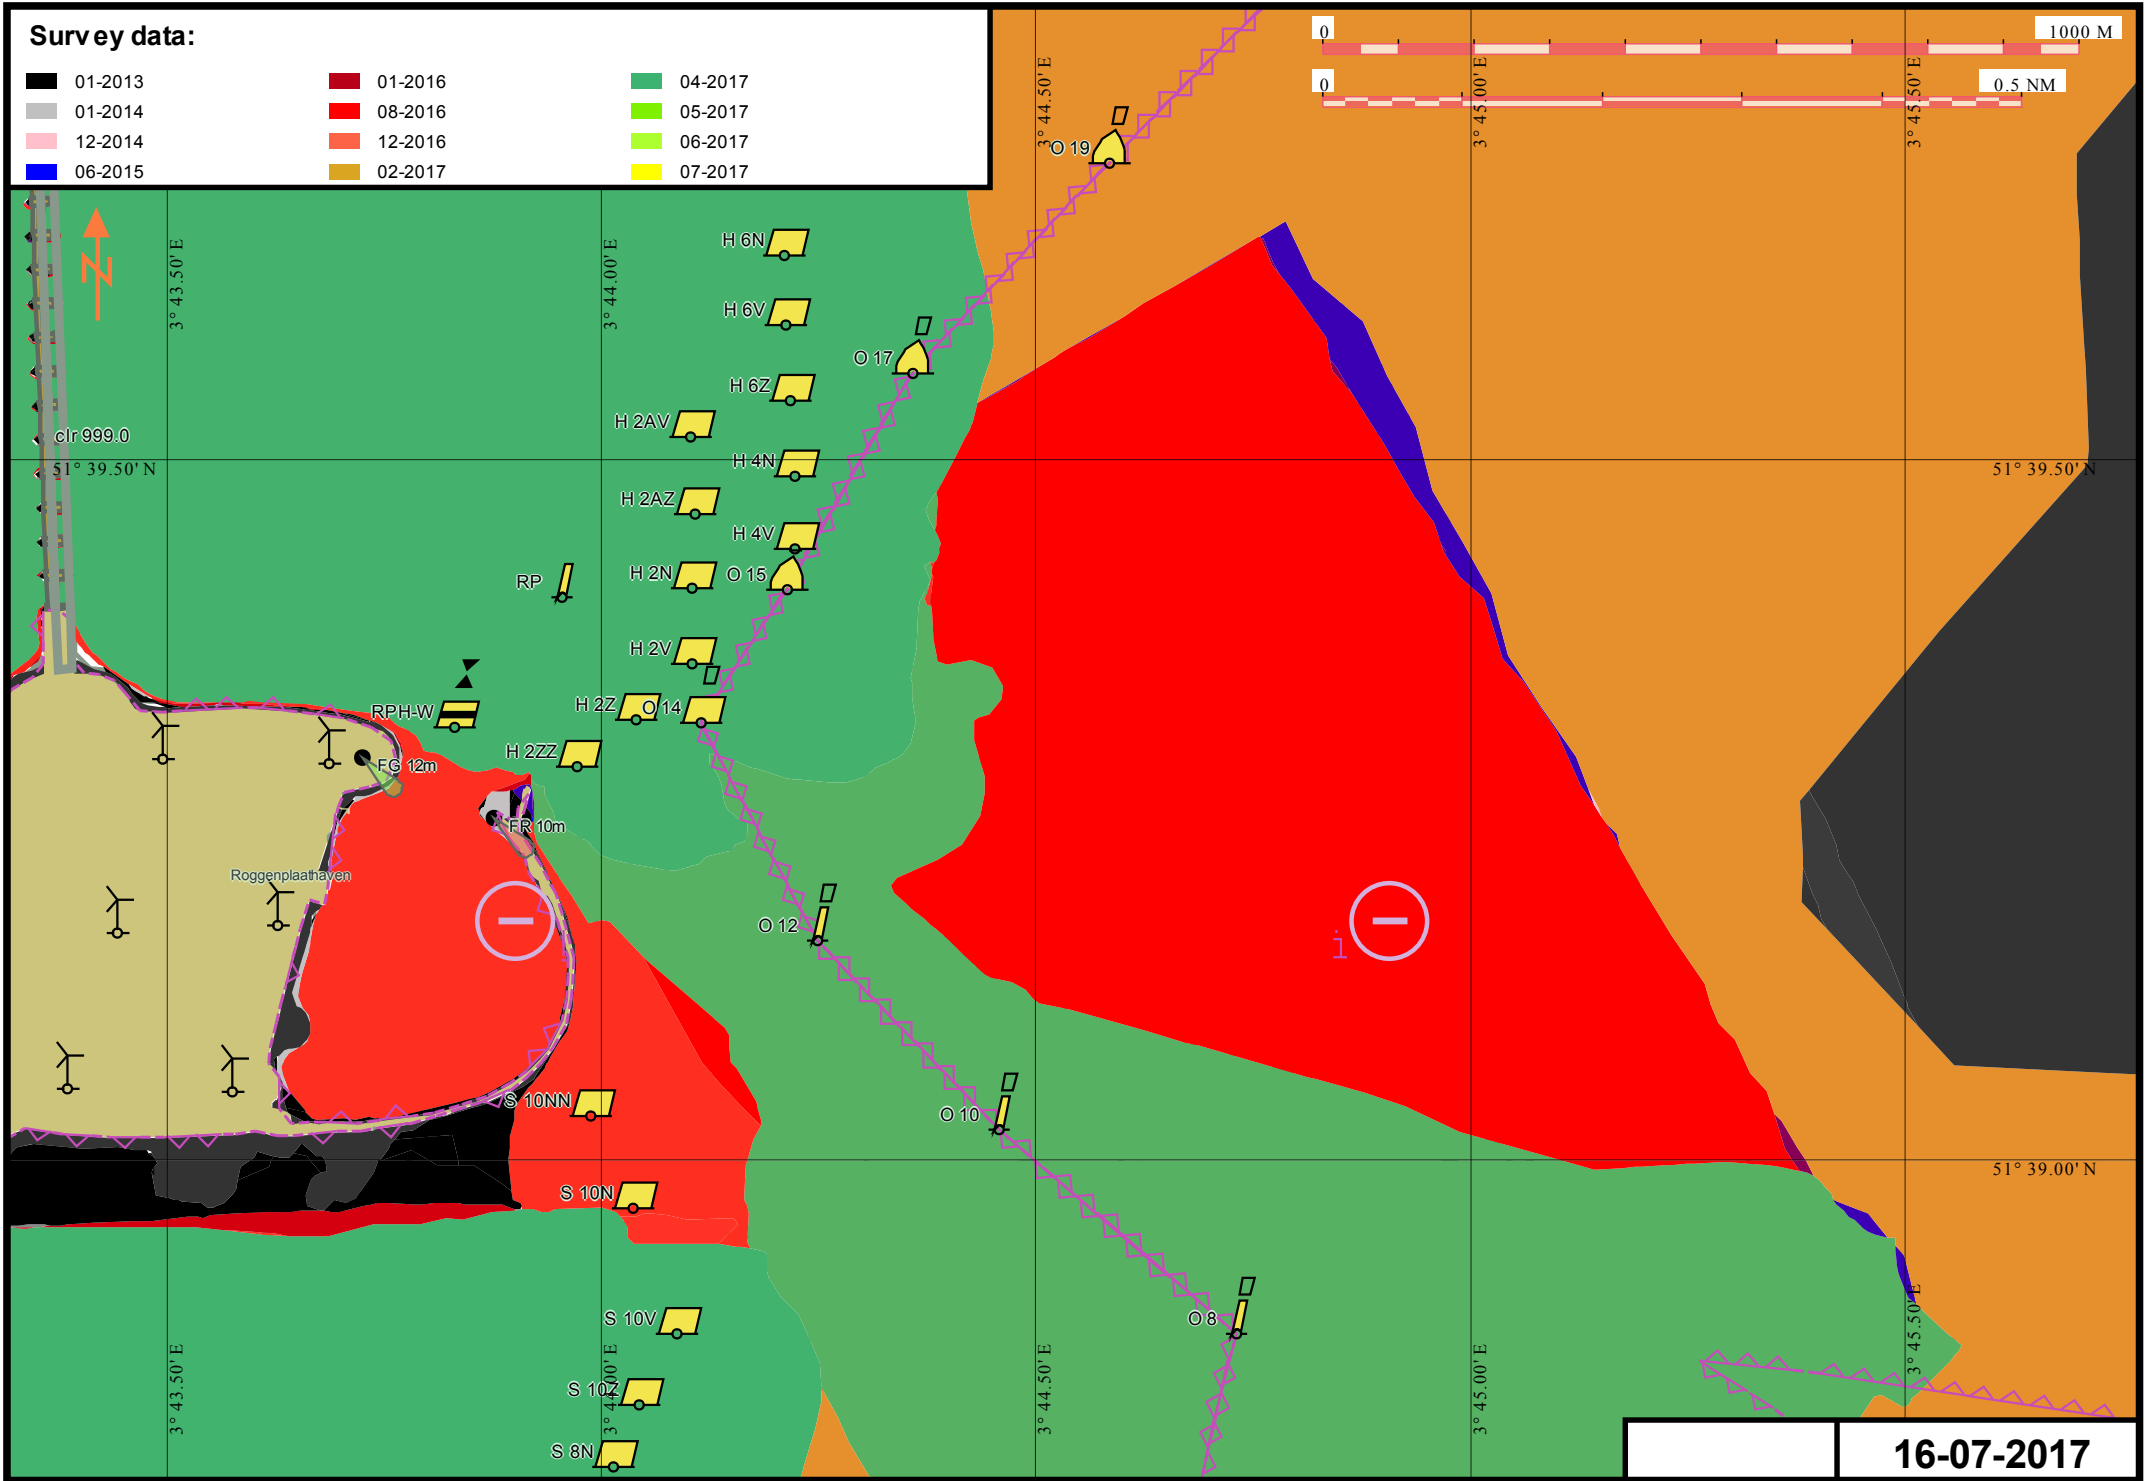 Survey data:
01-2013
01-2014
12-2014
06-2015
01-2016
08-2016
12-2016
02-2017
04-2017
05-2017
06-2017
07-2017
0
1000 M
0
0.5 NM
3° 43.50' E
3° 44.00' E
3° 44.50' E
3° 45.00' E
3° 45.50' E
N
O 19
H 6N
H 6V
O 17
H 6Z
H 2AV
clr 999.0
51° 39.50' N
H 4N
51° 39.50' N
H 2AZ
H 4V
RP
H 2N
O 15
H 2V
RPH-W
H 2Z
O 14
H 2ZZ
FG 12m
FR 10m
Roggenplaathaven
O 12
i
S 10NN
O 10
51° 39.00' N
S 10N
S 10V
O 8
S 10Z
S 8N
3° 43.50' E
3° 44.00' E
3° 44.50' E
3° 45.00' E
3° 45.50' E
16-07-2017